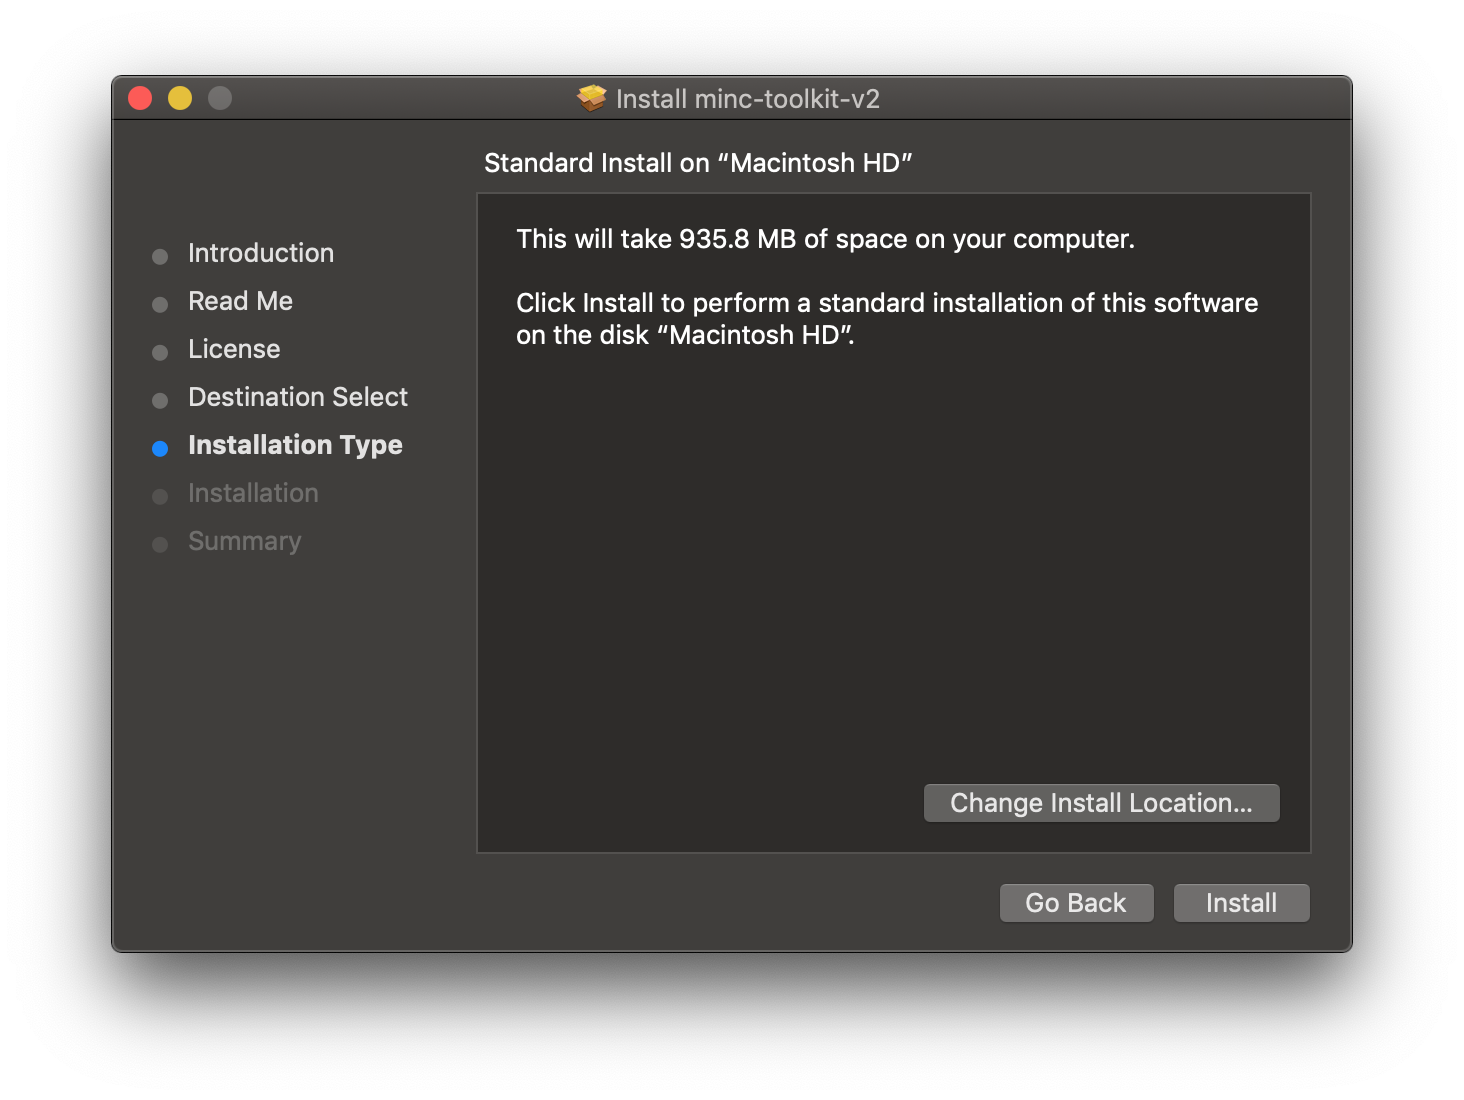 Install minc-toolkit-v2
Standard Install on “Macintosh HD”
Introduction
Read Me
License
Destination Select
Installation Type
Installation
Summary
This will take 935.8 MB of space on your computer.
Click Install to perform a standard installation of this software
on the disk “Macintosh HD”.
Change Install Location...
Go Back
Install